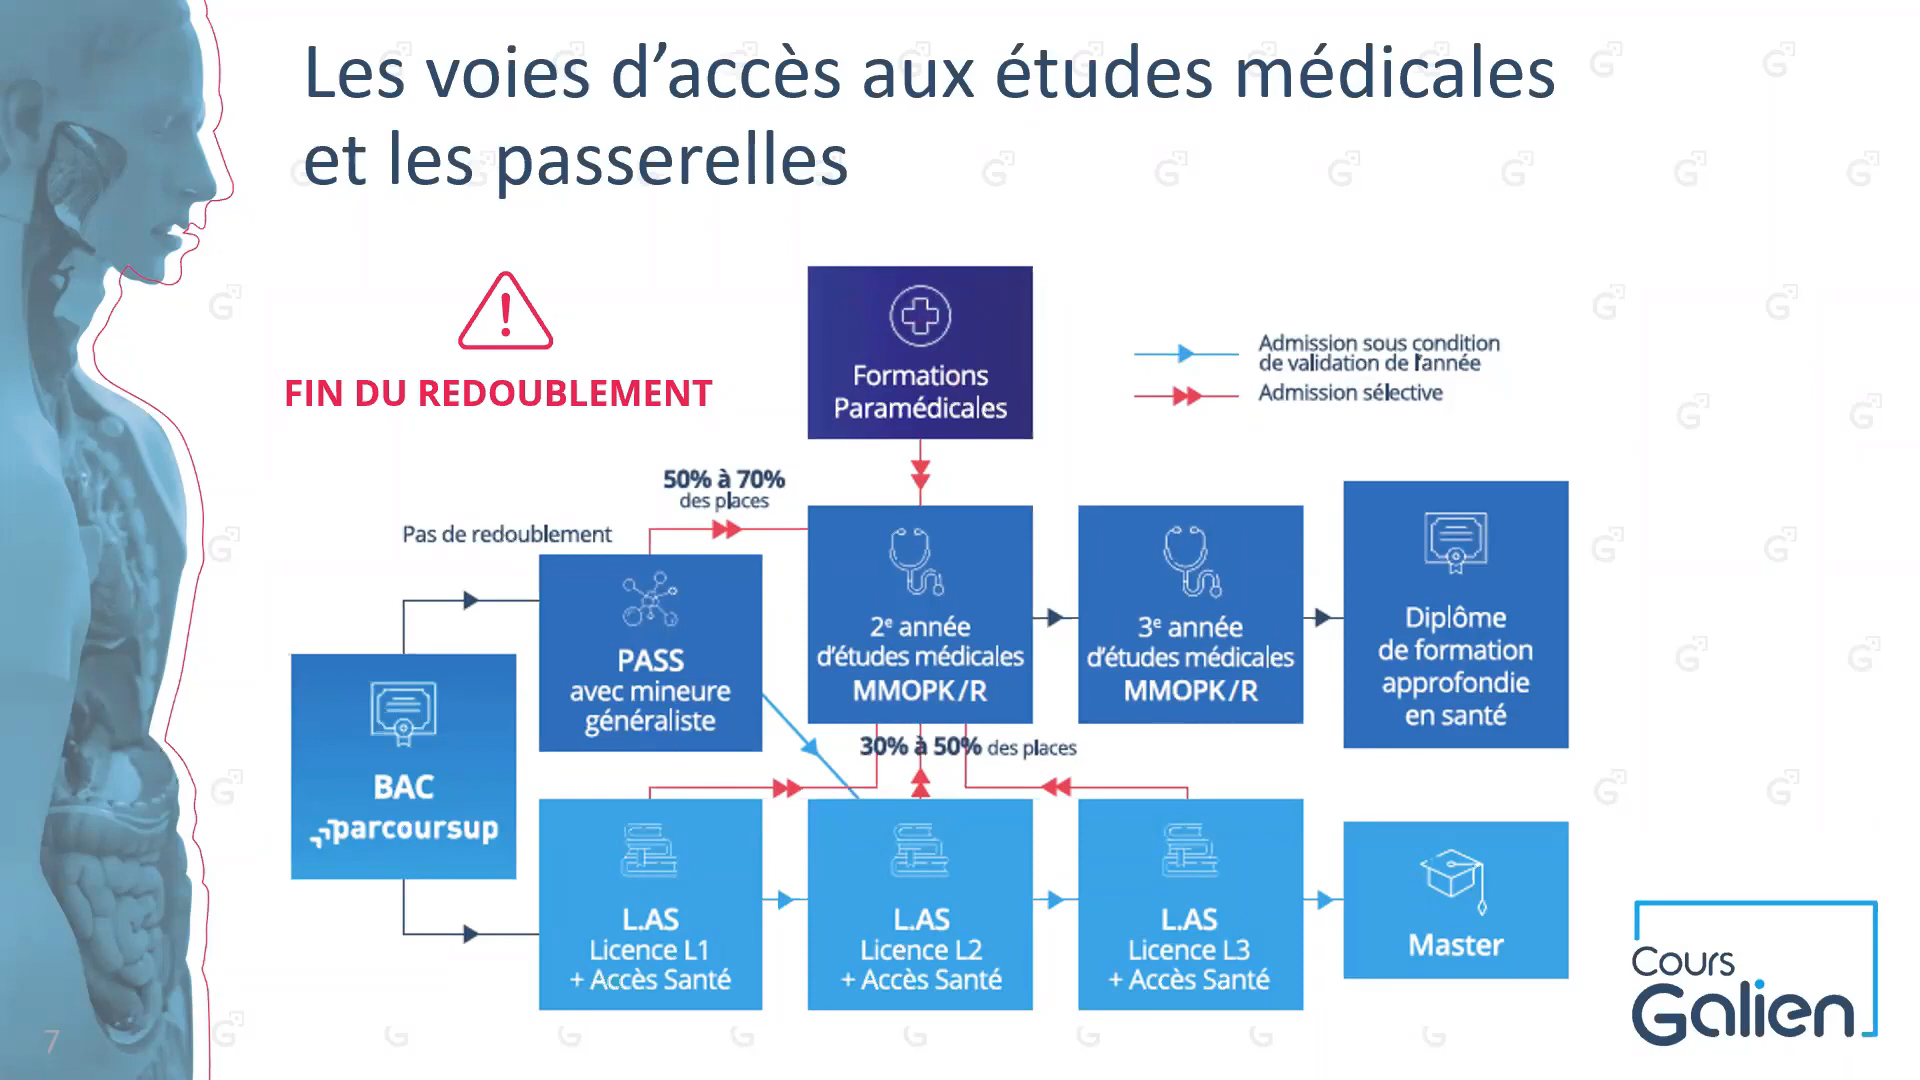 Les voies d’accès aux études médicales
et les passerelles
FIN DU REDOUBLEMENT
Formations
Paramédicales
Admission sous condition
de validation de l'année
Admission sélective
50% à 70%
des places
Pas de redoublement
PASS
avec mineure
généraliste
2e année
d'études médicales
MMOPK/R
3e année
d'études médicales
MMOPK/R
Diplôme
de formation
approfondie
en santé
30% à 50% des places
BAC
parcoursup
L.AS
Licence L1
+ Accès Santé
L.AS
Licence L2
+ Accès Santé
L.AS
Licence L3
+ Accès Santé
Master
Cours
Galien
7